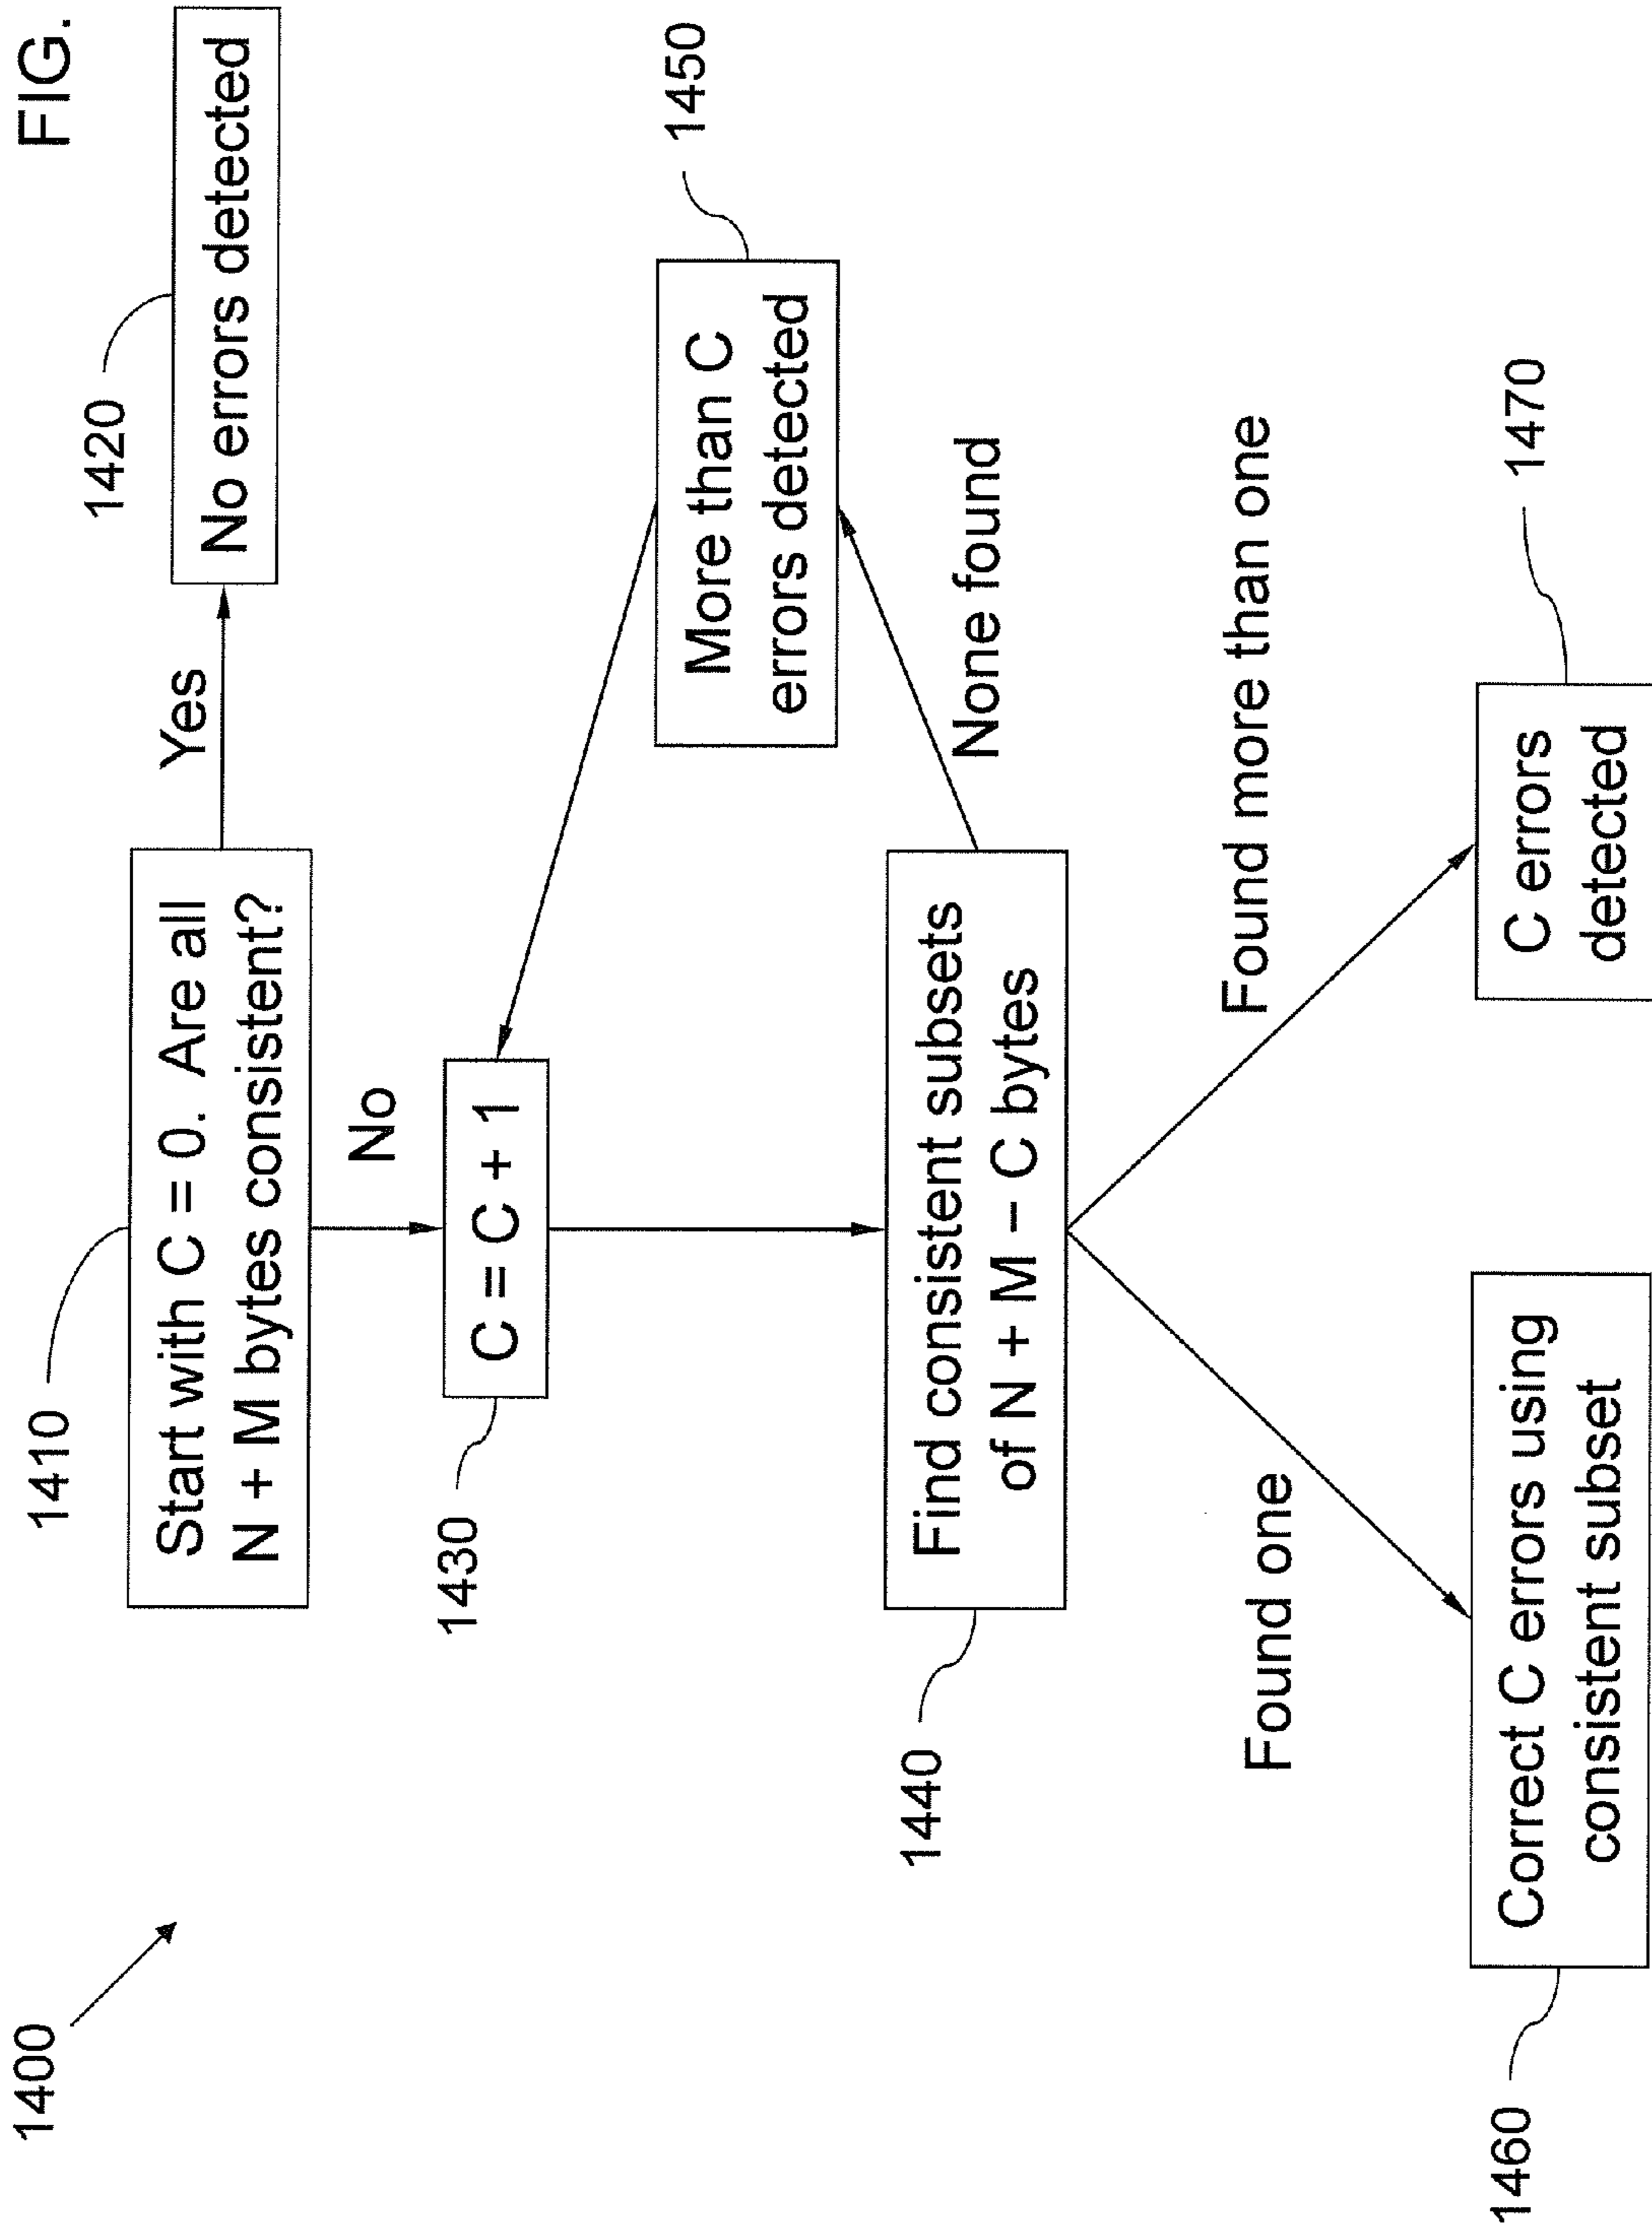 FIG.
1400
1410
Start with C = 0. Are all
N + M bytes consistent?
Yes
1420
No errors detected
No
1430
C = C + 1
1450
More than C
errors detected
1440
Find consistent subsets
of N + M – C bytes
None found
Found one
Found more than one
1460
Correct C errors using
consistent subset
1470
C errors
detected